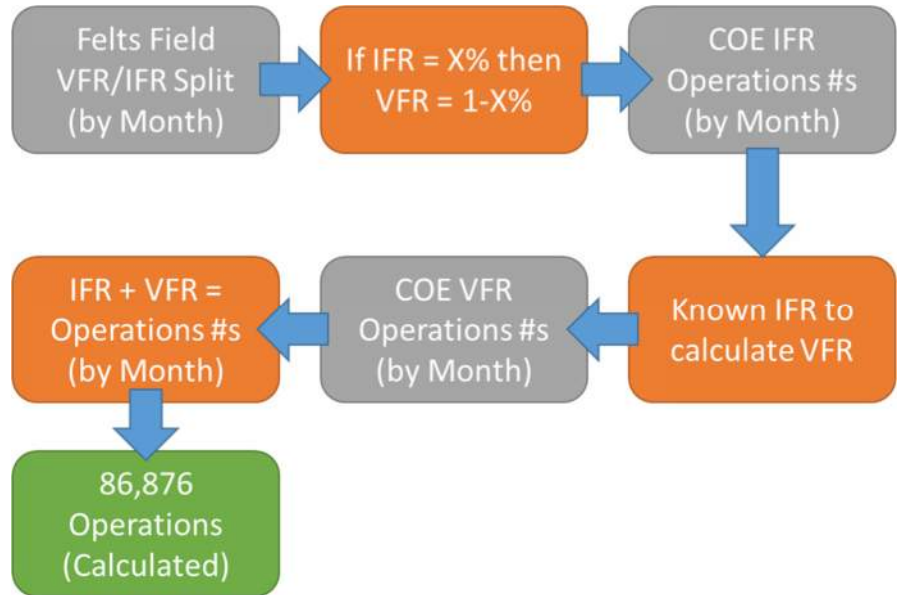 Felts Field
VFR/IFR Split
(by Month)
If IFR = X% then
VFR = 1-X%
COE IFR
Operations #s
(by Month)
Known IFR to
calculate VFR
COE VFR
Operations #s
(by Month)
IFR + VFR =
Operations #s
(by Month)
86,876
Operations
(Calculated)